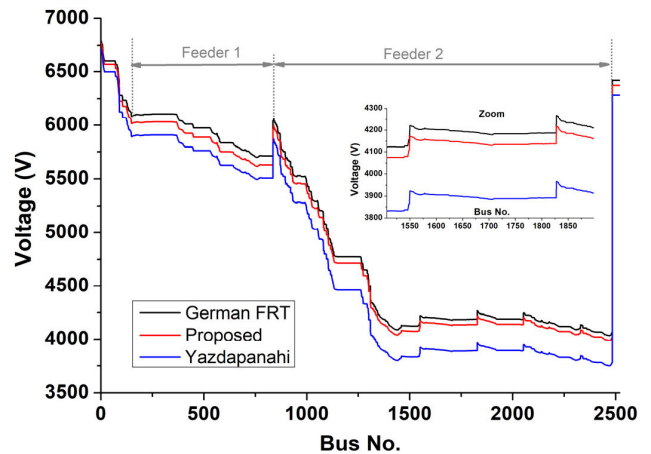 Feeder 1
Feeder 2
7000
6500
6000
5500
5000
4500
4000
3500
Voltage (V)
0
500
1000
1500
2000
2500
Bus No.
German FRT
Proposed
Yazdapanahi
Zoom
4300
4200
4100
4000
3900
3800
Voltage (V)
Bus No.
1550
1600
1650
1700
1750
1800
1850